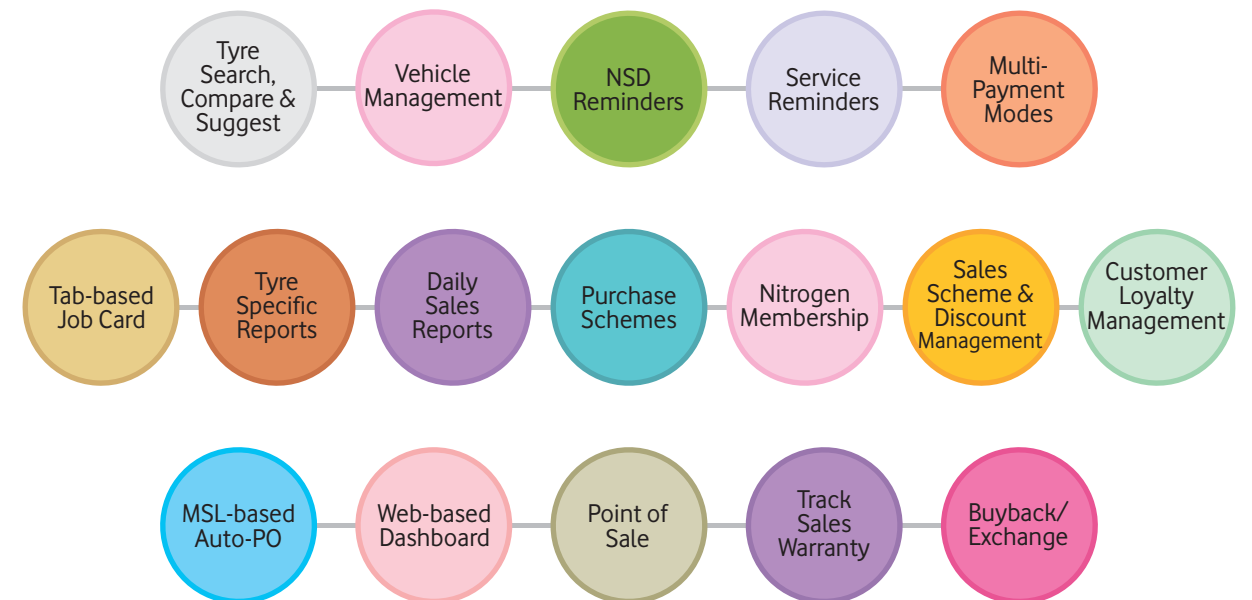 Tyre
Search,
Compare &
Suggest
Vehicle
Management
NSD
Reminders
Service
Reminders
Multi-
Payment
Modes
Tab-based
Job Card
Tyre
Specific
Reports
Daily
Sales
Reports
Purchase
Schemes
Nitrogen
Membership
Sales
Scheme &
Discount
Management
Customer
Loyalty
Management
MSL-based
Auto-PO
Web-based
Dashboard
Point of
Sale
Track
Sales
Warranty
Buyback/
Exchange